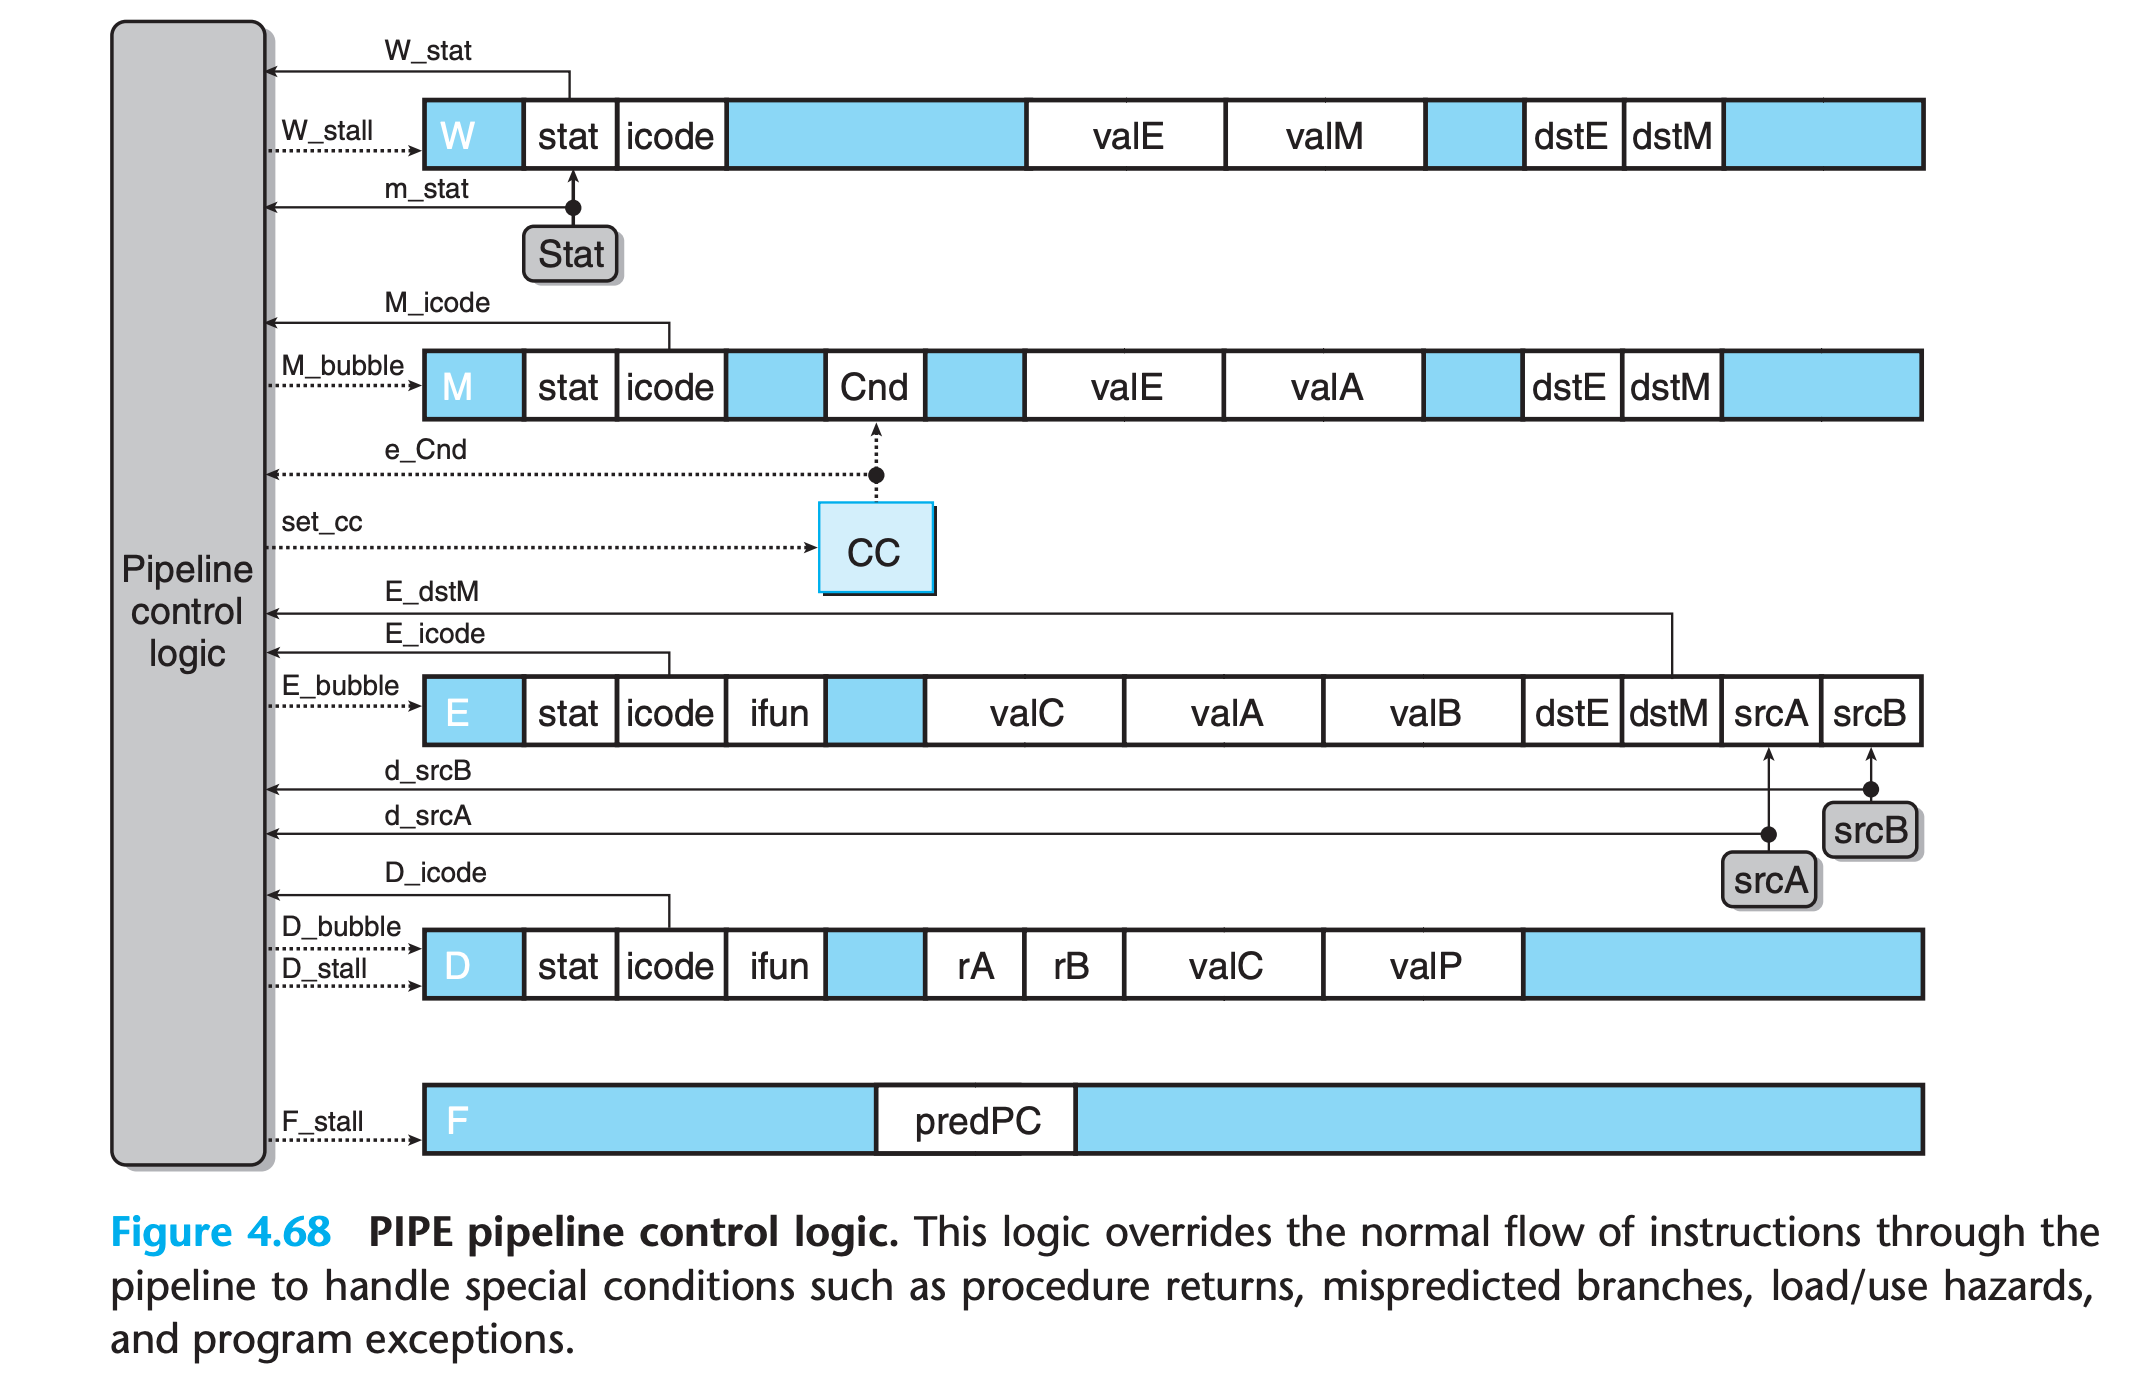 W_stat
W_stall
W stat icode valE valM dstE dstM
m_stat
Stat
M_icode
M_bubble
M stat icode Cnd valE valA dstE dstM
e_Cnd
set_cc
CC
Pipeline
control
logic
E_dstM
E_icode
E_bubble
E stat icode ifun valC valA valB dstE dstM srcA srcB
d_srcB
d_srcA
srcB
srcA
D_icode
D_bubble
D_stall
D stat icode ifun rA rB valC valP
F_stall
F predPC
Figure 4.68 PIPE pipeline control logic. This logic overrides the normal flow of instructions through the
pipeline to handle special conditions such as procedure returns, mispredicted branches, load/use hazards,
and program exceptions.